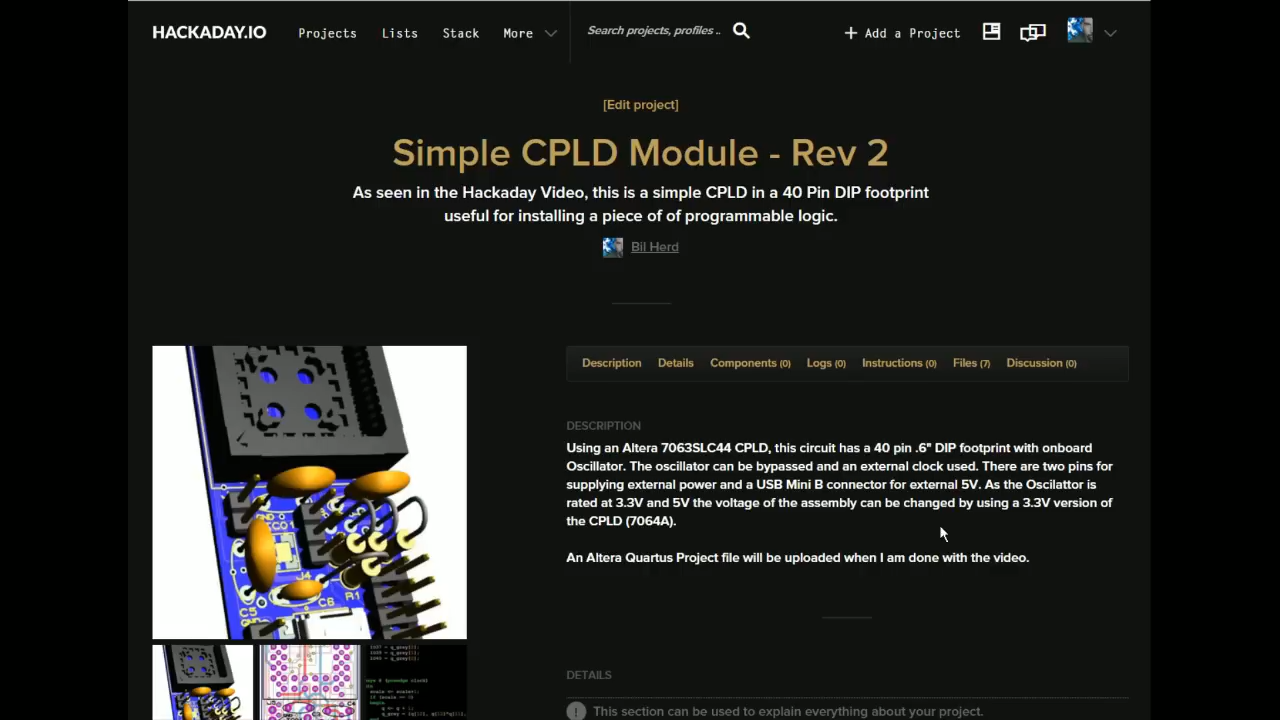 HACKADAY.IO Projects Lists Stack More Search projects, profiles .. + Add a Project
[Edit project]
Simple CPLD Module - Rev 2
As seen in the Hackaday Video, this is a simple CPLD in a 40 Pin DIP footprint
useful for installing a piece of of programmable logic.
Bil Herd
Description Details Components (0) Logs (0) Instructions (0) Files (7) Discussion (0)
DESCRIPTION
Using an Altera 7063SLC44 CPLD, this circuit has a 40 pin .6" DIP footprint with onboard
Oscillator. The oscillator can be bypassed and an external clock used. There are two pins for
supplying external power and a USB Mini B connector for external 5V. As the Oscilattor is
rated at 3.3V and 5V the voltage of the assembly can be changed by using a 3.3V version of
the CPLD (7064A).
An Altera Quartus Project file will be uploaded when I am done with the video.
J4
C5
C6
R1
DETAILS
This section can be used to explain everything about your project.